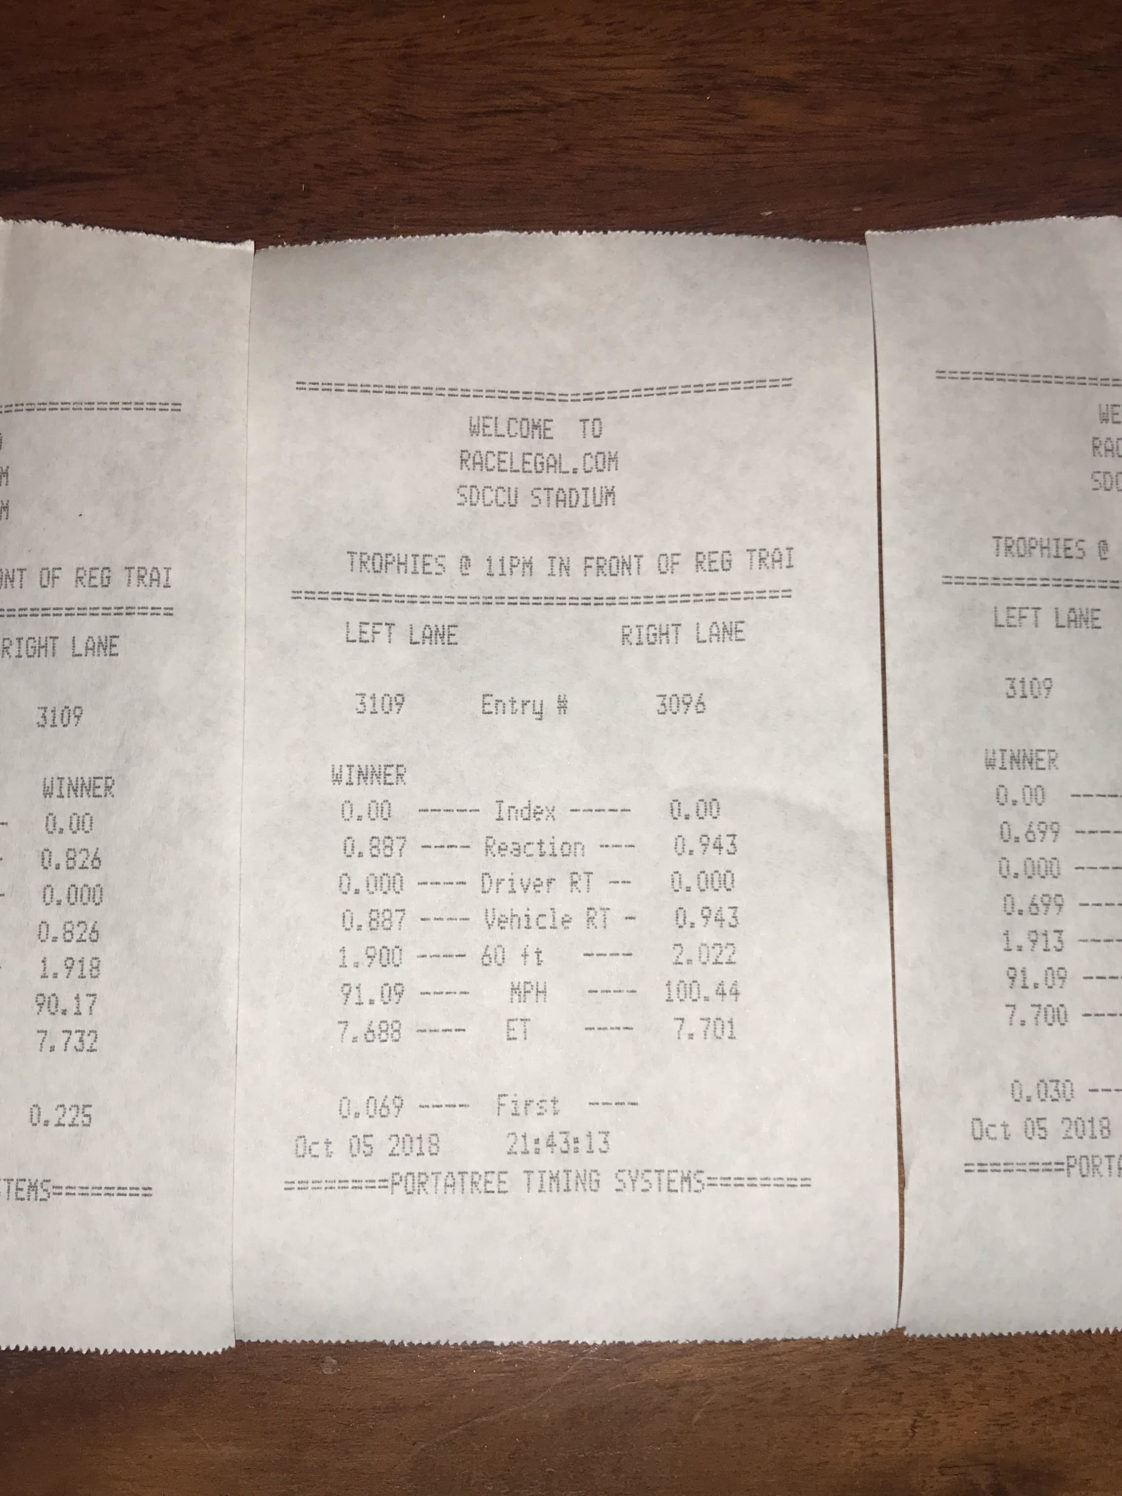 =======================================
M
M
ONT OF REG TRAI
=======================================
RIGHT LANE
3109
WINNER
0.00
0.826
0.000
0.826
1.918
90.17
7.732
0.225
TEMS========
========================================
WELCOME TO
RACELEGAL.COM
SDCCU STADIUM
TROPHIES @ 11PM IN FRONT OF REG TRAI
========================================
LEFT LANE RIGHT LANE
3109 Entry # 3096
WINNER
0.00 ----- Index ----- 0.00
0.887 ---- Reaction --- 0.943
0.000 ---- Driver RT -- 0.000
0.887 ---- Vehicle RT - 0.943
1.900 ---- 60 ft ---- 2.022
91.09 ---- MPH ---- 100.44
7.688 ---- ET ---- 7.701
0.069 ---- First ----
Oct 05 2018 21:43:13
========PORTATREE TIMING SYSTEMS========
===============
WE
RAC
SDC
TROPHIES @
===============
LEFT LANE
3109
WINNER
0.00 ----
0.699 ----
0.000 ----
0.699 ----
1.913 ----
91.09 ----
7.700 ----
0.030 ---
Oct 05 2018
========PORTA